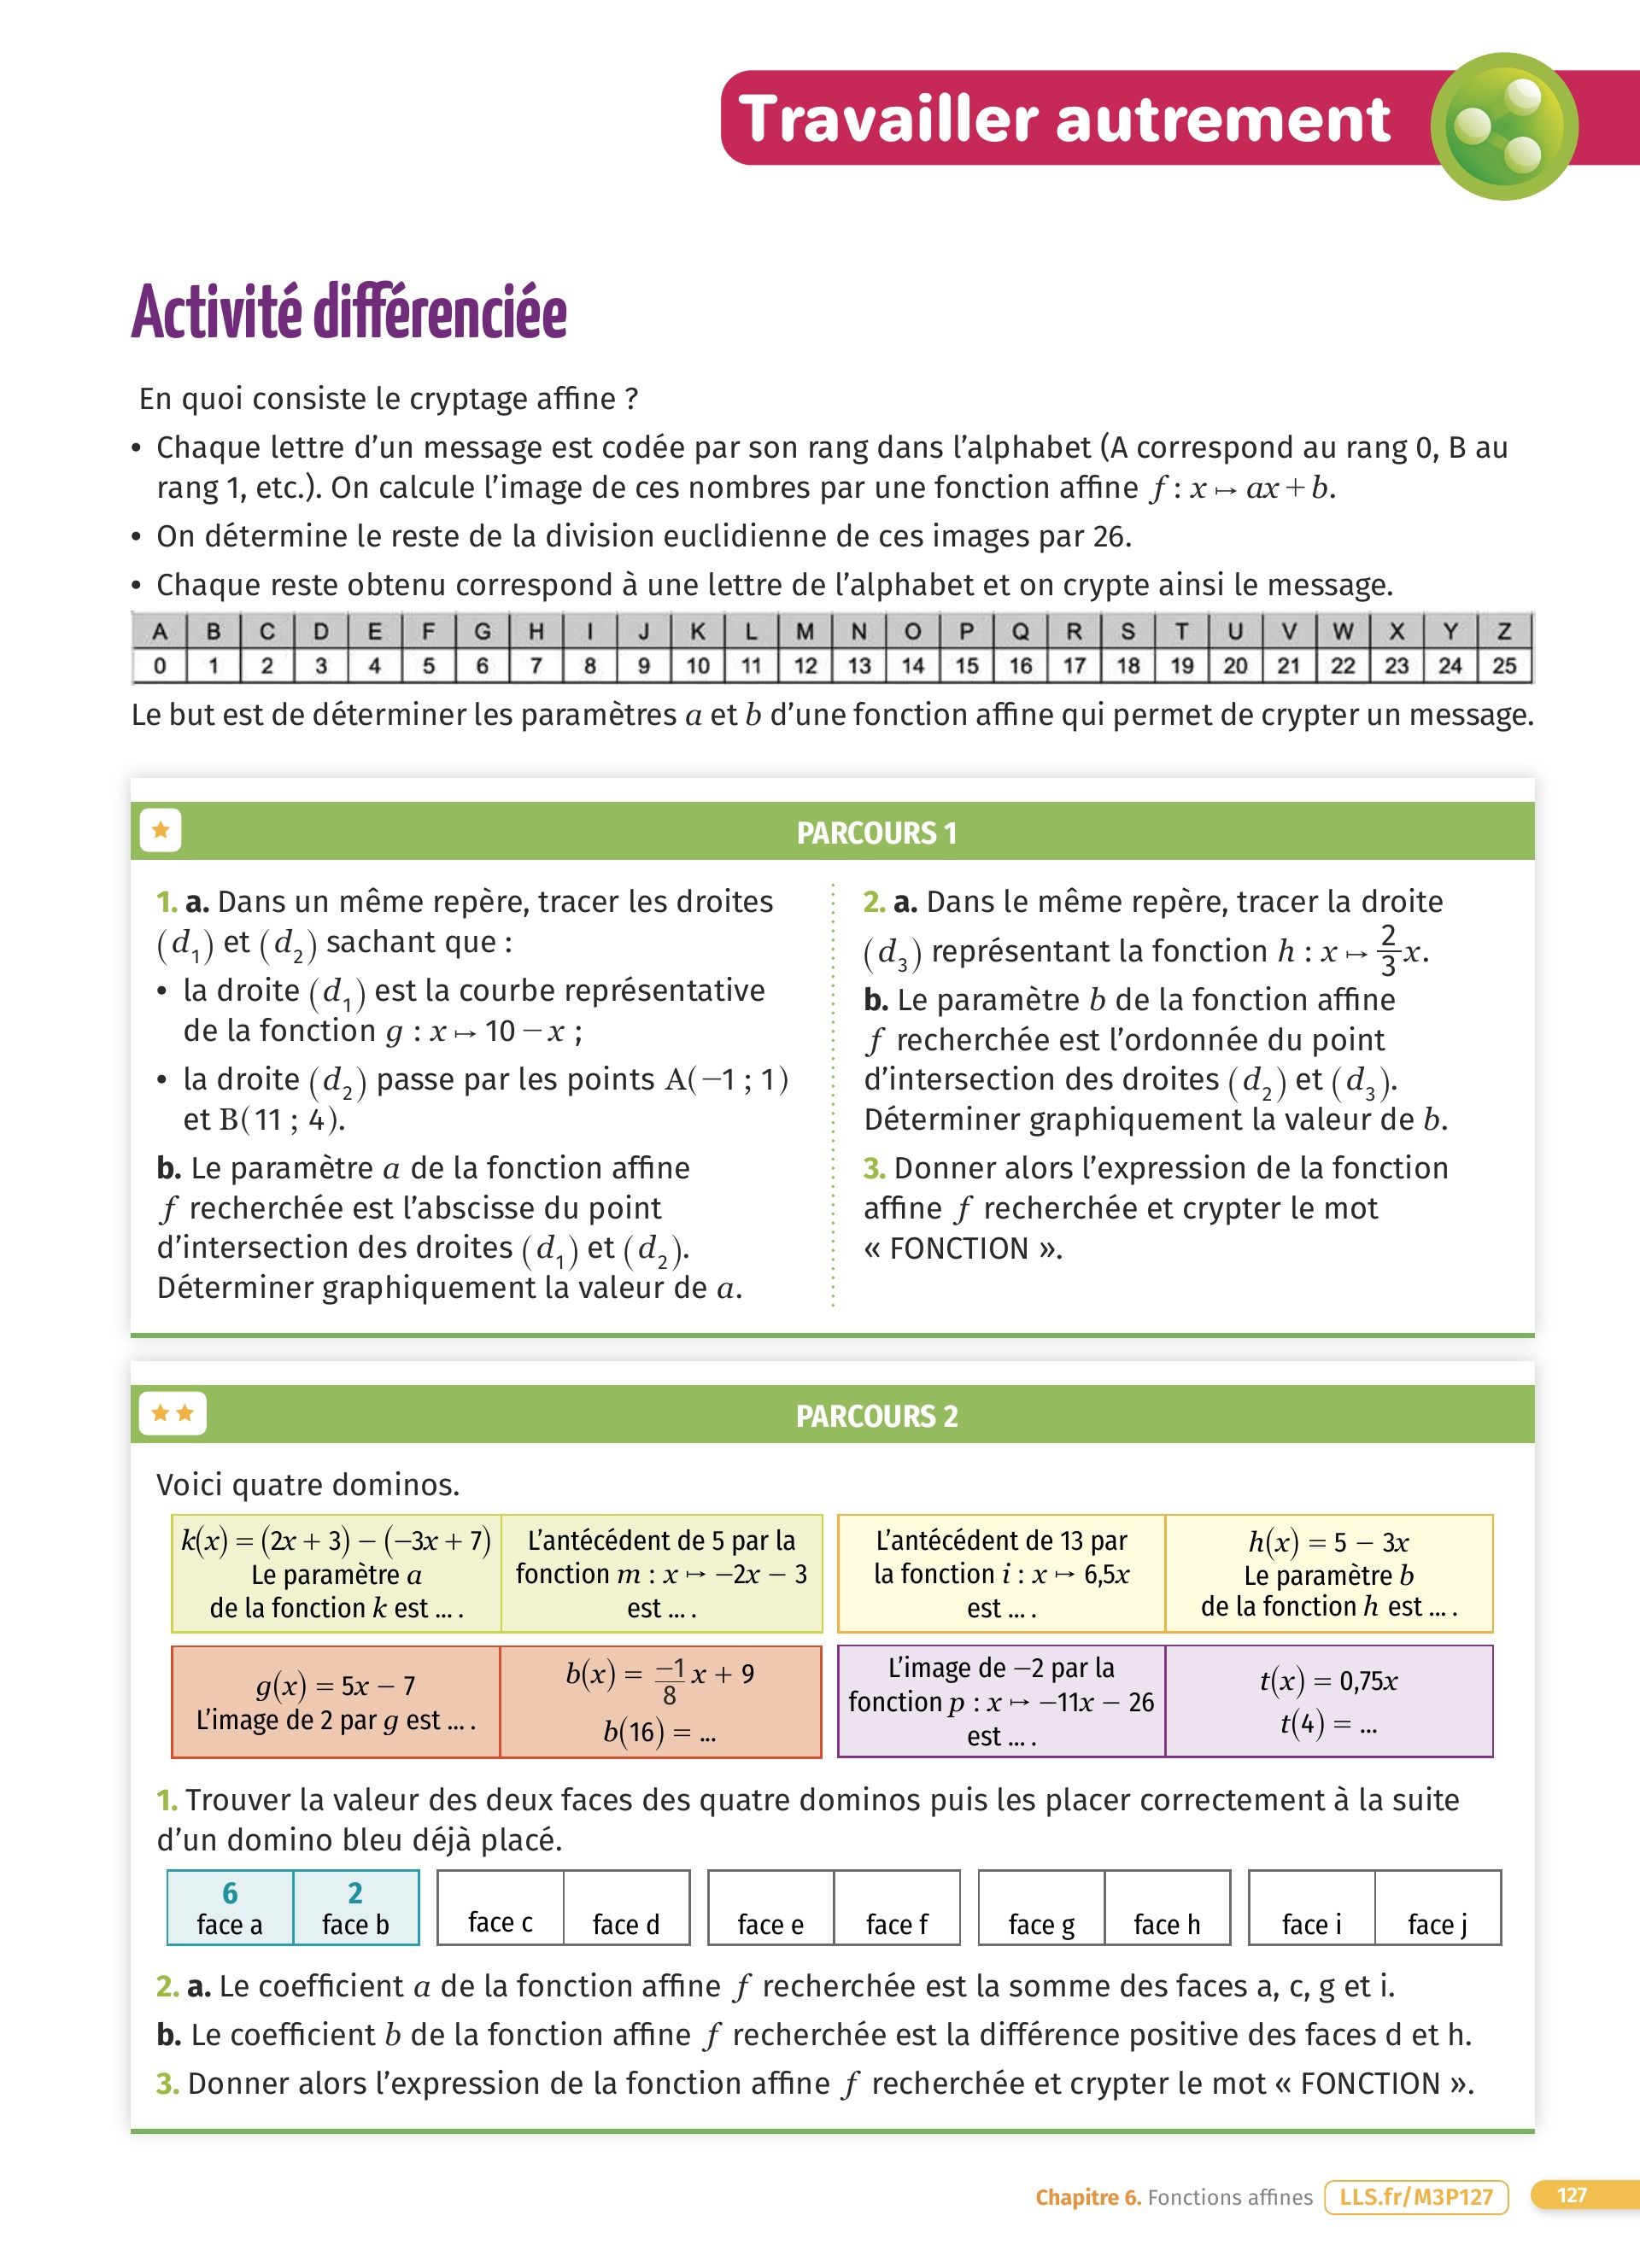 Travailler autrement
Activité différenciée
En quoi consiste le cryptage affine ?
• Chaque lettre d’un message est codée par son rang dans l’alphabet (A correspond au rang 0, B au
rang 1, etc.). On calcule l’image de ces nombres par une fonction affine f : x ↦ ax + b.
• On détermine le reste de la division euclidienne de ces images par 26.
• Chaque reste obtenu correspond à une lettre de l’alphabet et on crypte ainsi le message.
A B C D E F G H I J K L M N O P Q R S T U V W X Y Z
0 1 2 3 4 5 6 7 8 9 10 11 12 13 14 15 16 17 18 19 20 21 22 23 24 25
Le but est de déterminer les paramètres a et b d’une fonction affine qui permet de crypter un message.
PARCOURS 1
1. a. Dans un même repère, tracer les droites
(d₁) et (d₂) sachant que :
• la droite (d₁) est la courbe représentative
de la fonction g : x ↦ 10 − x ;
• la droite (d₂) passe par les points A(−1 ; 1)
et B(11 ; 4).
b. Le paramètre a de la fonction affine
f recherchée est l’abscisse du point
d’intersection des droites (d₁) et (d₂).
Déterminer graphiquement la valeur de a.
2. a. Dans le même repère, tracer la droite
(d₃) représentant la fonction h : x ↦ 2/3 x.
b. Le paramètre b de la fonction affine
f recherchée est l’ordonnée du point
d’intersection des droites (d₂) et (d₃).
Déterminer graphiquement la valeur de b.
3. Donner alors l’expression de la fonction
affine f recherchée et crypter le mot
« FONCTION ».
PARCOURS 2
Voici quatre dominos.
k(x) = (2x + 3) − (−3x + 7)
Le paramètre a
de la fonction k est ... .
L’antécédent de 5 par la
fonction m : x ↦ −2x − 3
est ... .
L’antécédent de 13 par
la fonction i : x ↦ 6,5x
est ... .
h(x) = 5 − 3x
Le paramètre b
de la fonction h est ... .
g(x) = 5x − 7
L’image de 2 par g est ... .
b(x) = −1/8 x + 9
b(16) = ...
L’image de −2 par la
fonction p : x ↦ −11x − 26
est ... .
t(x) = 0,75x
t(4) = ...
1. Trouver la valeur des deux faces des quatre dominos puis les placer correctement à la suite
d’un domino bleu déjà placé.
6 2
face a face b face c face d face e face f face g face h face i face j
2. a. Le coefficient a de la fonction affine f recherchée est la somme des faces a, c, g et i.
b. Le coefficient b de la fonction affine f recherchée est la différence positive des faces d et h.
3. Donner alors l’expression de la fonction affine f recherchée et crypter le mot « FONCTION ».
Chapitre 6. Fonctions affines LLS.fr/M3P127 127